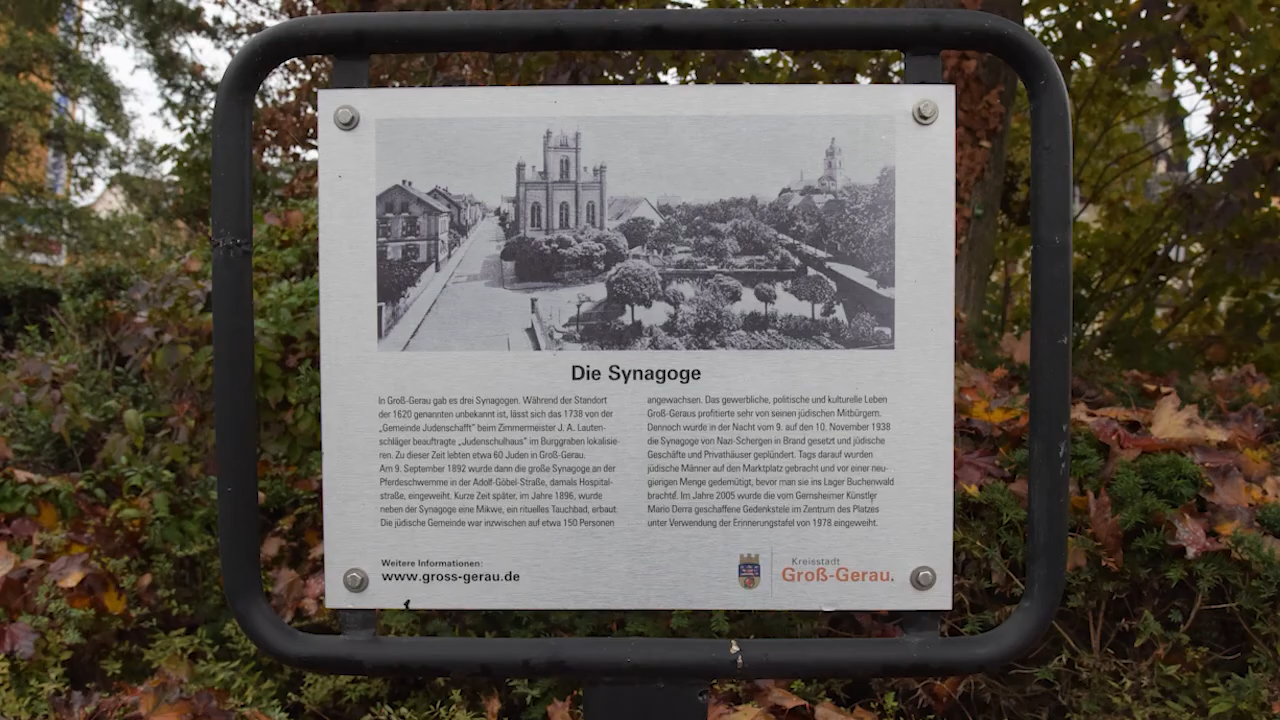 Die Synagoge
In Groß-Gerau gab es drei Synagogen. Während der Standort
der 1620 genannten unbekannt ist, lässt sich das 1738 von der
„Gemeinde Judenschafft" beim Zimmermeister J. A. Lauten-
schläger beauftragte „Judenschulhaus" im Burggraben lokalisie-
ren. Zu dieser Zeit lebten etwa 60 Juden in Groß-Gerau.
Am 9. September 1892 wurde dann die große Synagoge an der
Pferdeschwemme in der Adolf-Göbel-Straße, damals Hospital-
straße, eingeweiht. Kurze Zeit später, im Jahre 1896, wurde
neben der Synagoge eine Mikwe, ein rituelles Tauchbad, erbaut.
Die jüdische Gemeinde war inzwischen auf etwa 150 Personen
angewachsen. Das gewerbliche, politische und kulturelle Leben
Groß-Geraus profitierte sehr von seinen jüdischen Mitbürgern.
Dennoch wurde in der Nacht vom 9. auf den 10. November 1938
die Synagoge von Nazi-Schergen in Brand gesetzt und jüdische
Geschäfte und Privathäuser geplündert. Tags darauf wurden
jüdische Männer auf den Marktplatz gebracht und vor einer neu-
gierigen Menge gedemütigt, bevor man sie ins Lager Buchenwald
brachte. Im Jahre 2005 wurde die vom Gernsheimer Künstler
Mario Derra geschaffene Gedenkstele im Zentrum des Platzes
unter Verwendung der Erinnerungstafel von 1978 eingeweiht.
Weitere Informationen:
www.gross-gerau.de
Kreisstadt
Groß-Gerau.